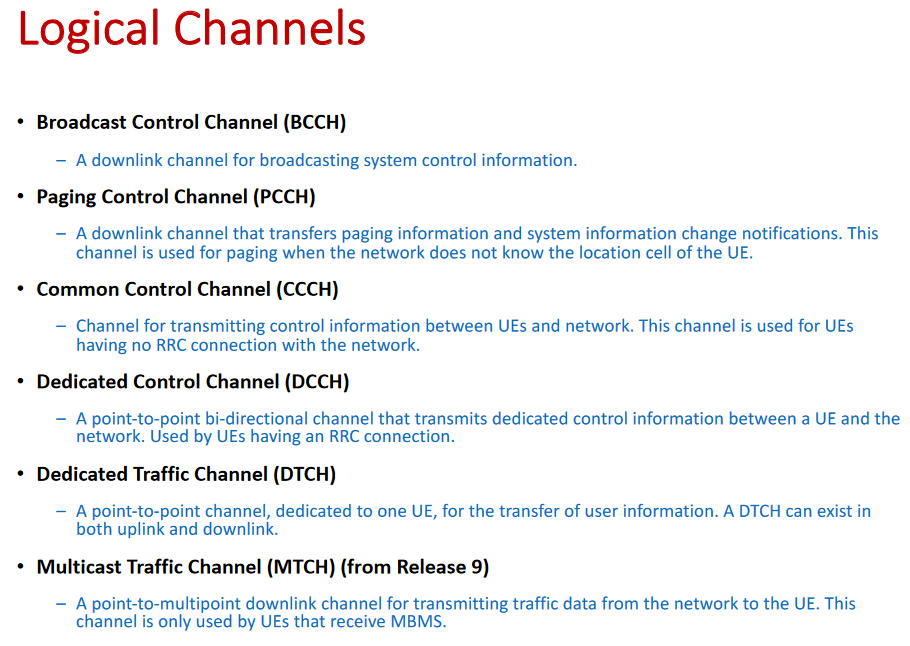 Logical Channels
• Broadcast Control Channel (BCCH)
– A downlink channel for broadcasting system control information.
• Paging Control Channel (PCCH)
– A downlink channel that transfers paging information and system information change notifications. This
channel is used for paging when the network does not know the location cell of the UE.
• Common Control Channel (CCCH)
– Channel for transmitting control information between UEs and network. This channel is used for UEs
having no RRC connection with the network.
• Dedicated Control Channel (DCCH)
– A point-to-point bi-directional channel that transmits dedicated control information between a UE and the
network. Used by UEs having an RRC connection.
• Dedicated Traffic Channel (DTCH)
– A point-to-point channel, dedicated to one UE, for the transfer of user information. A DTCH can exist in
both uplink and downlink.
• Multicast Traffic Channel (MTCH) (from Release 9)
– A point-to-multipoint downlink channel for transmitting traffic data from the network to the UE. This
channel is only used by UEs that receive MBMS.